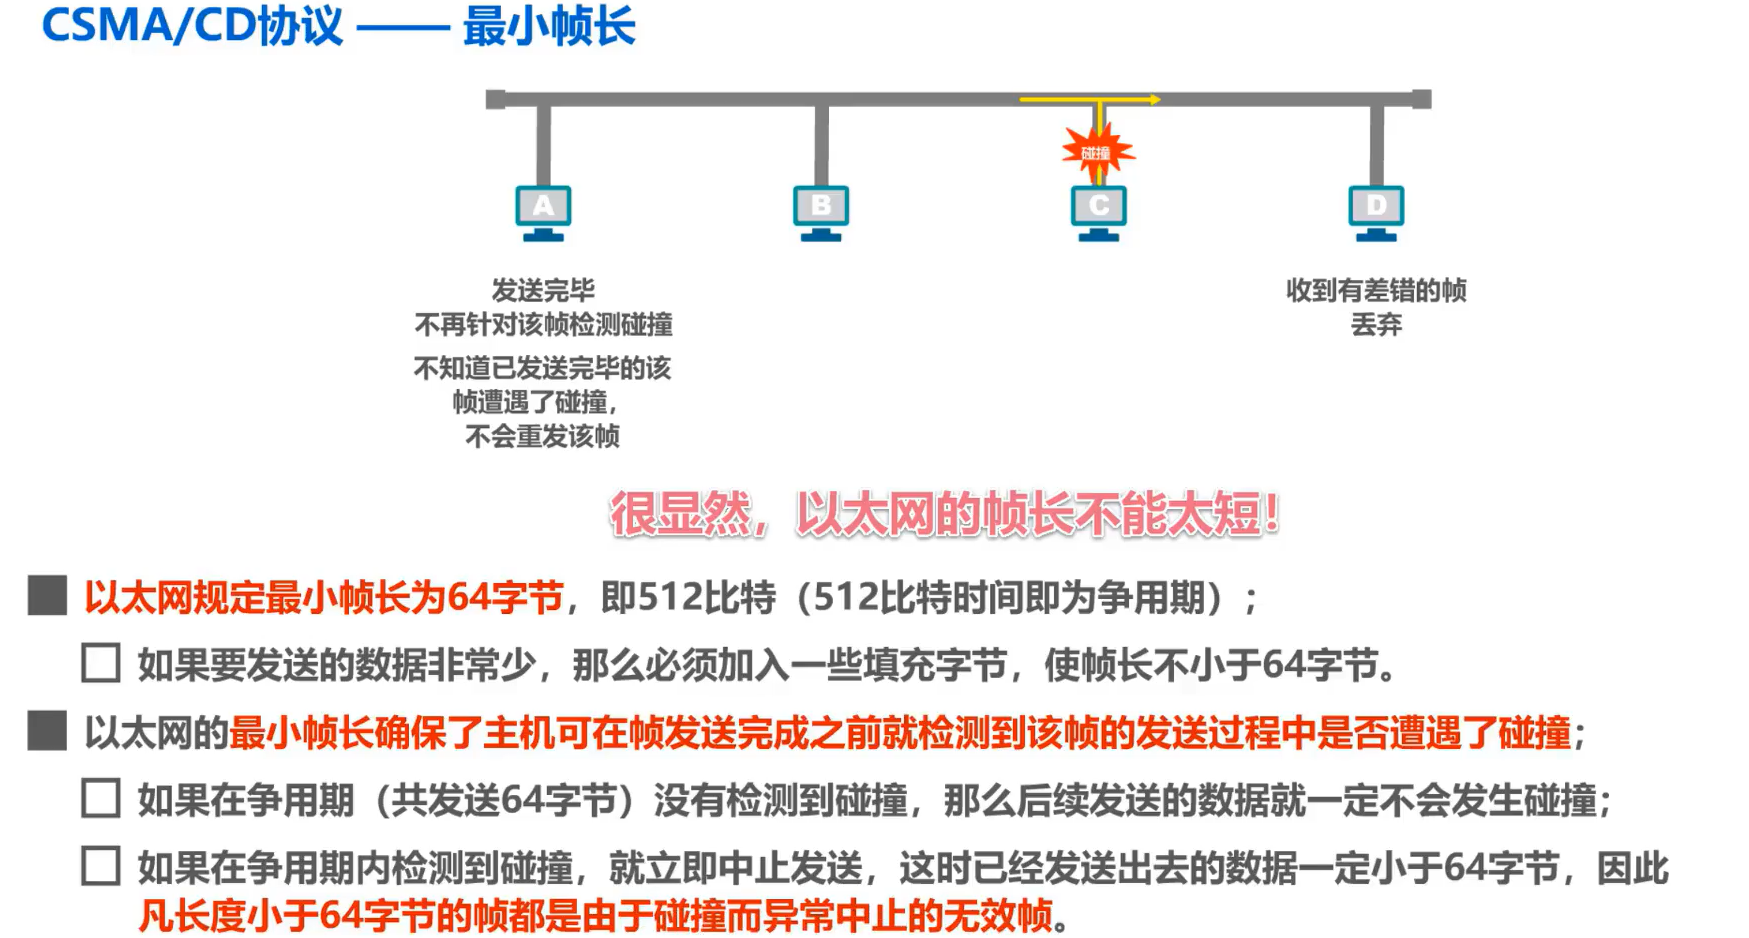 CSMA/CD协议 —— 最小帧长
碰撞
A
B
C
D
发送完毕
不再针对该帧检测碰撞
不知道已发送完毕的该
帧遭遇了碰撞，
不会重发该帧
收到有差错的帧
丢弃
很显然，以太网的帧长不能太短！
以太网规定最小帧长为64字节，即512比特（512比特时间即为争用期）；
如果要发送的数据非常少，那么必须加入一些填充字节，使帧长不小于64字节。
以太网的最小帧长确保了主机可在帧发送完成之前就检测到该帧的发送过程中是否遭遇了碰撞；
如果在争用期（共发送64字节）没有检测到碰撞，那么后续发送的数据就一定不会发生碰撞；
如果在争用期内检测到碰撞，就立即中止发送，这时已经发送出去的数据一定小于64字节，因此
凡长度小于64字节的帧都是由于碰撞而异常中止的无效帧。